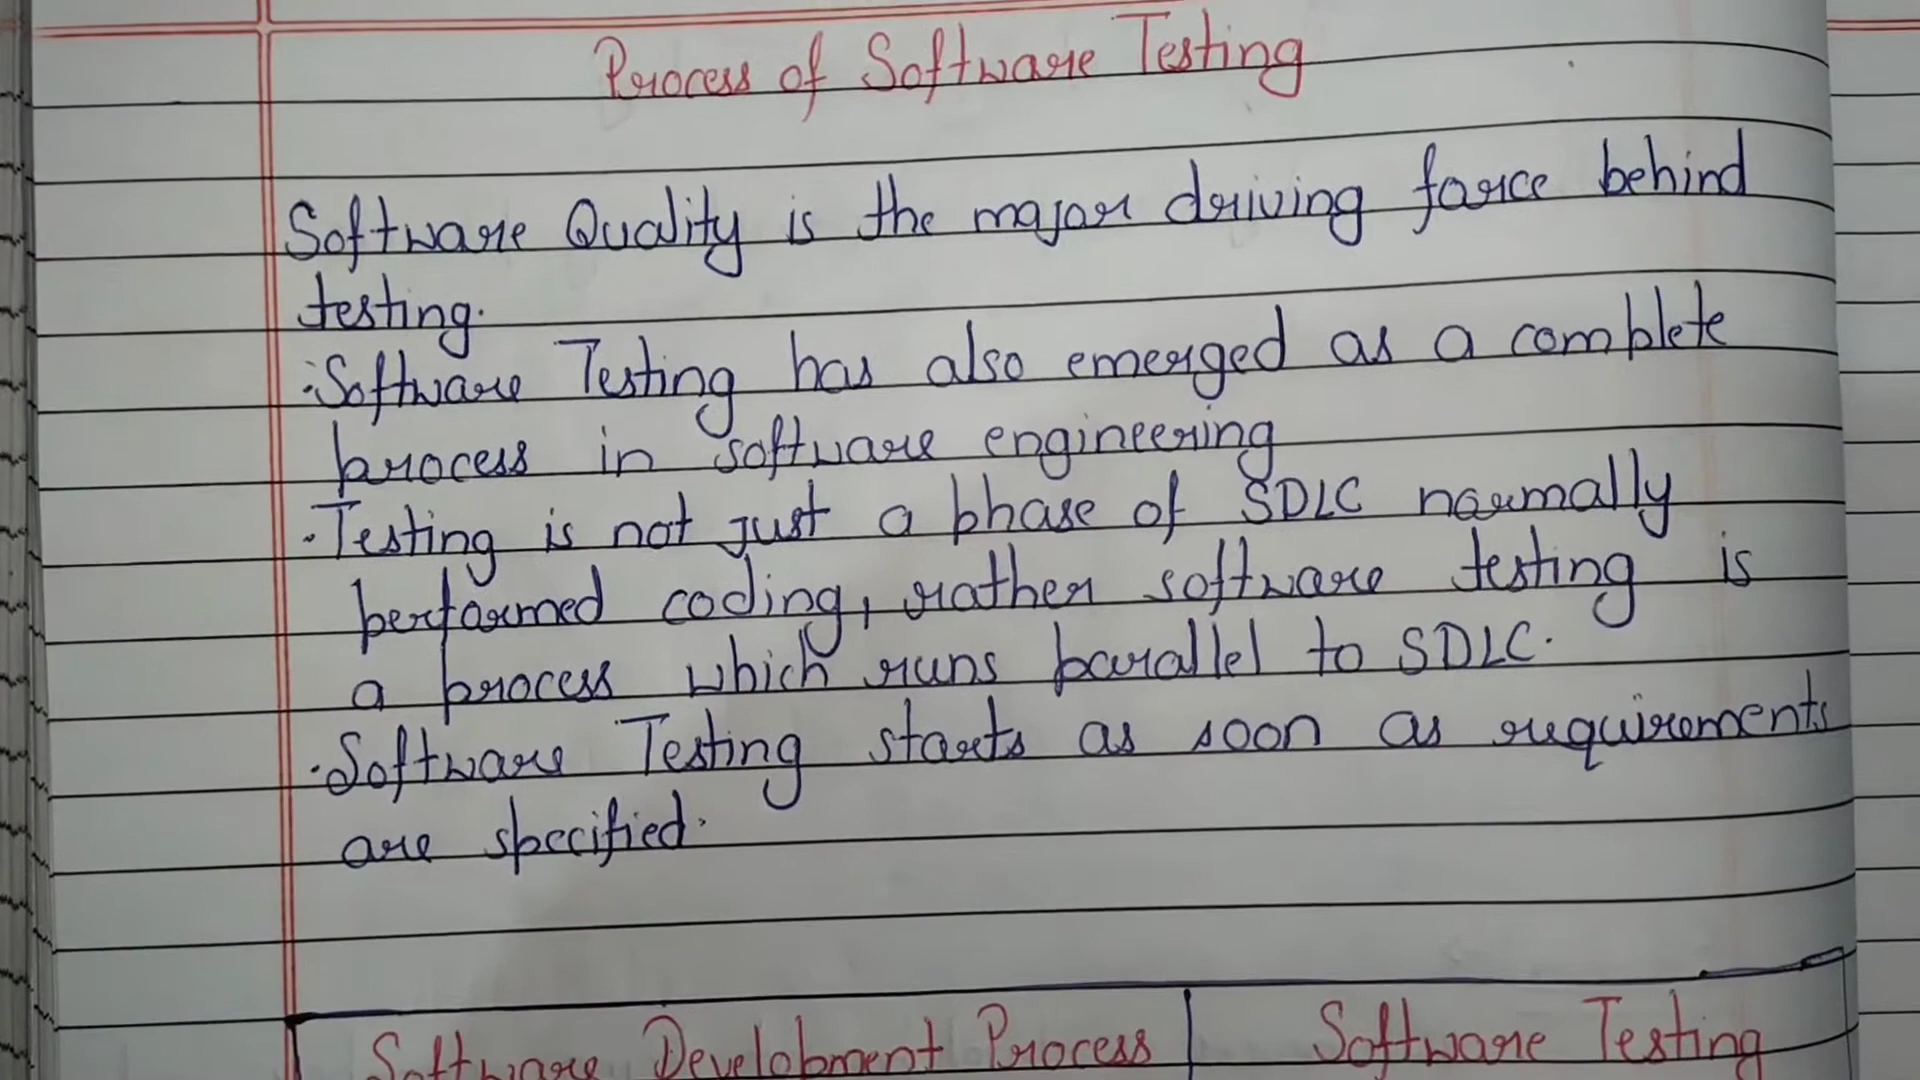 Process of Software Testing
Software Quality is the major driving force behind
testing.
·Software Testing has also emerged as a complete
process in software engineering
·Testing is not just a phase of SDLC normally
performed coding, rather software testing is
a process which runs parallel to SDLC.
·Software Testing starts as soon as requirements
are specified.
Software Development Process | Software Testing